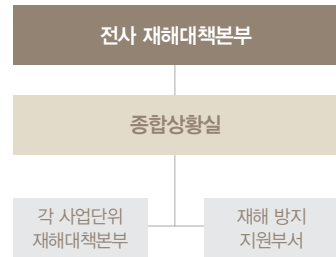 전사 재해대책본부
종합상황실
각 사업단위
재해대책본부
재해 방지
지원부서